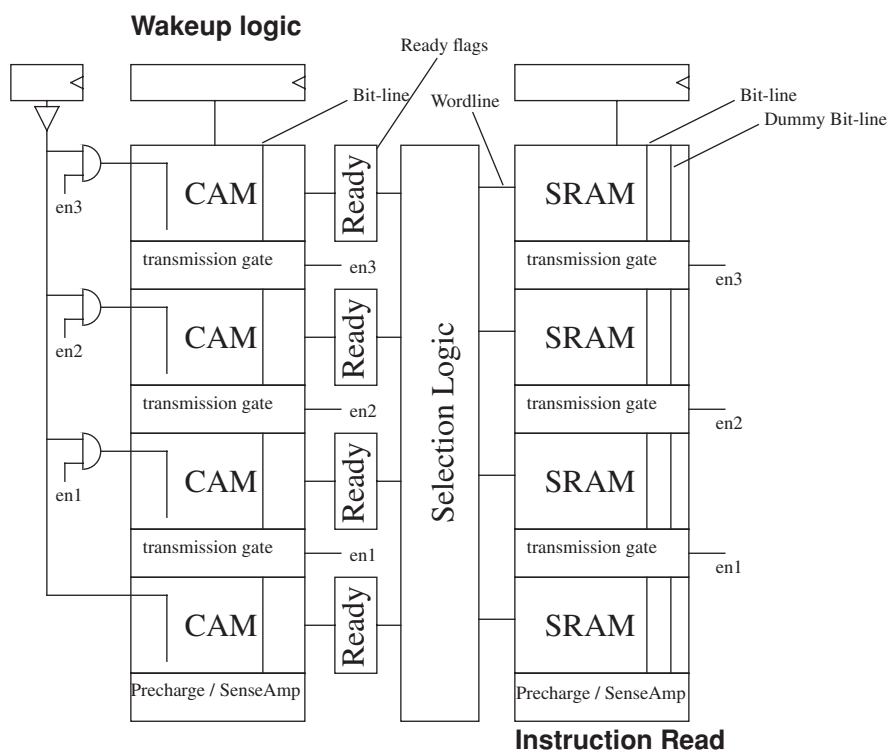 Wakeup logic
Ready flags
Bit-line
Wordline
Bit-line
Dummy Bit-line
en3
CAM
Ready
SRAM
transmission gate
en3
transmission gate
en3
en2
CAM
Ready
SRAM
transmission gate
en2
transmission gate
en2
Selection Logic
en1
CAM
Ready
SRAM
transmission gate
en1
transmission gate
en1
CAM
Ready
SRAM
Precharge / SenseAmp
Precharge / SenseAmp
Instruction Read